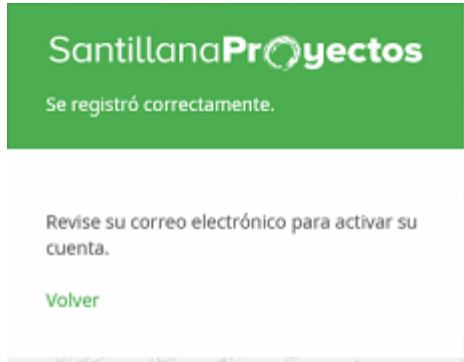 SantillanaProyectos
Se registró correctamente.
Revise su correo electrónico para activar su
cuenta.
Volver